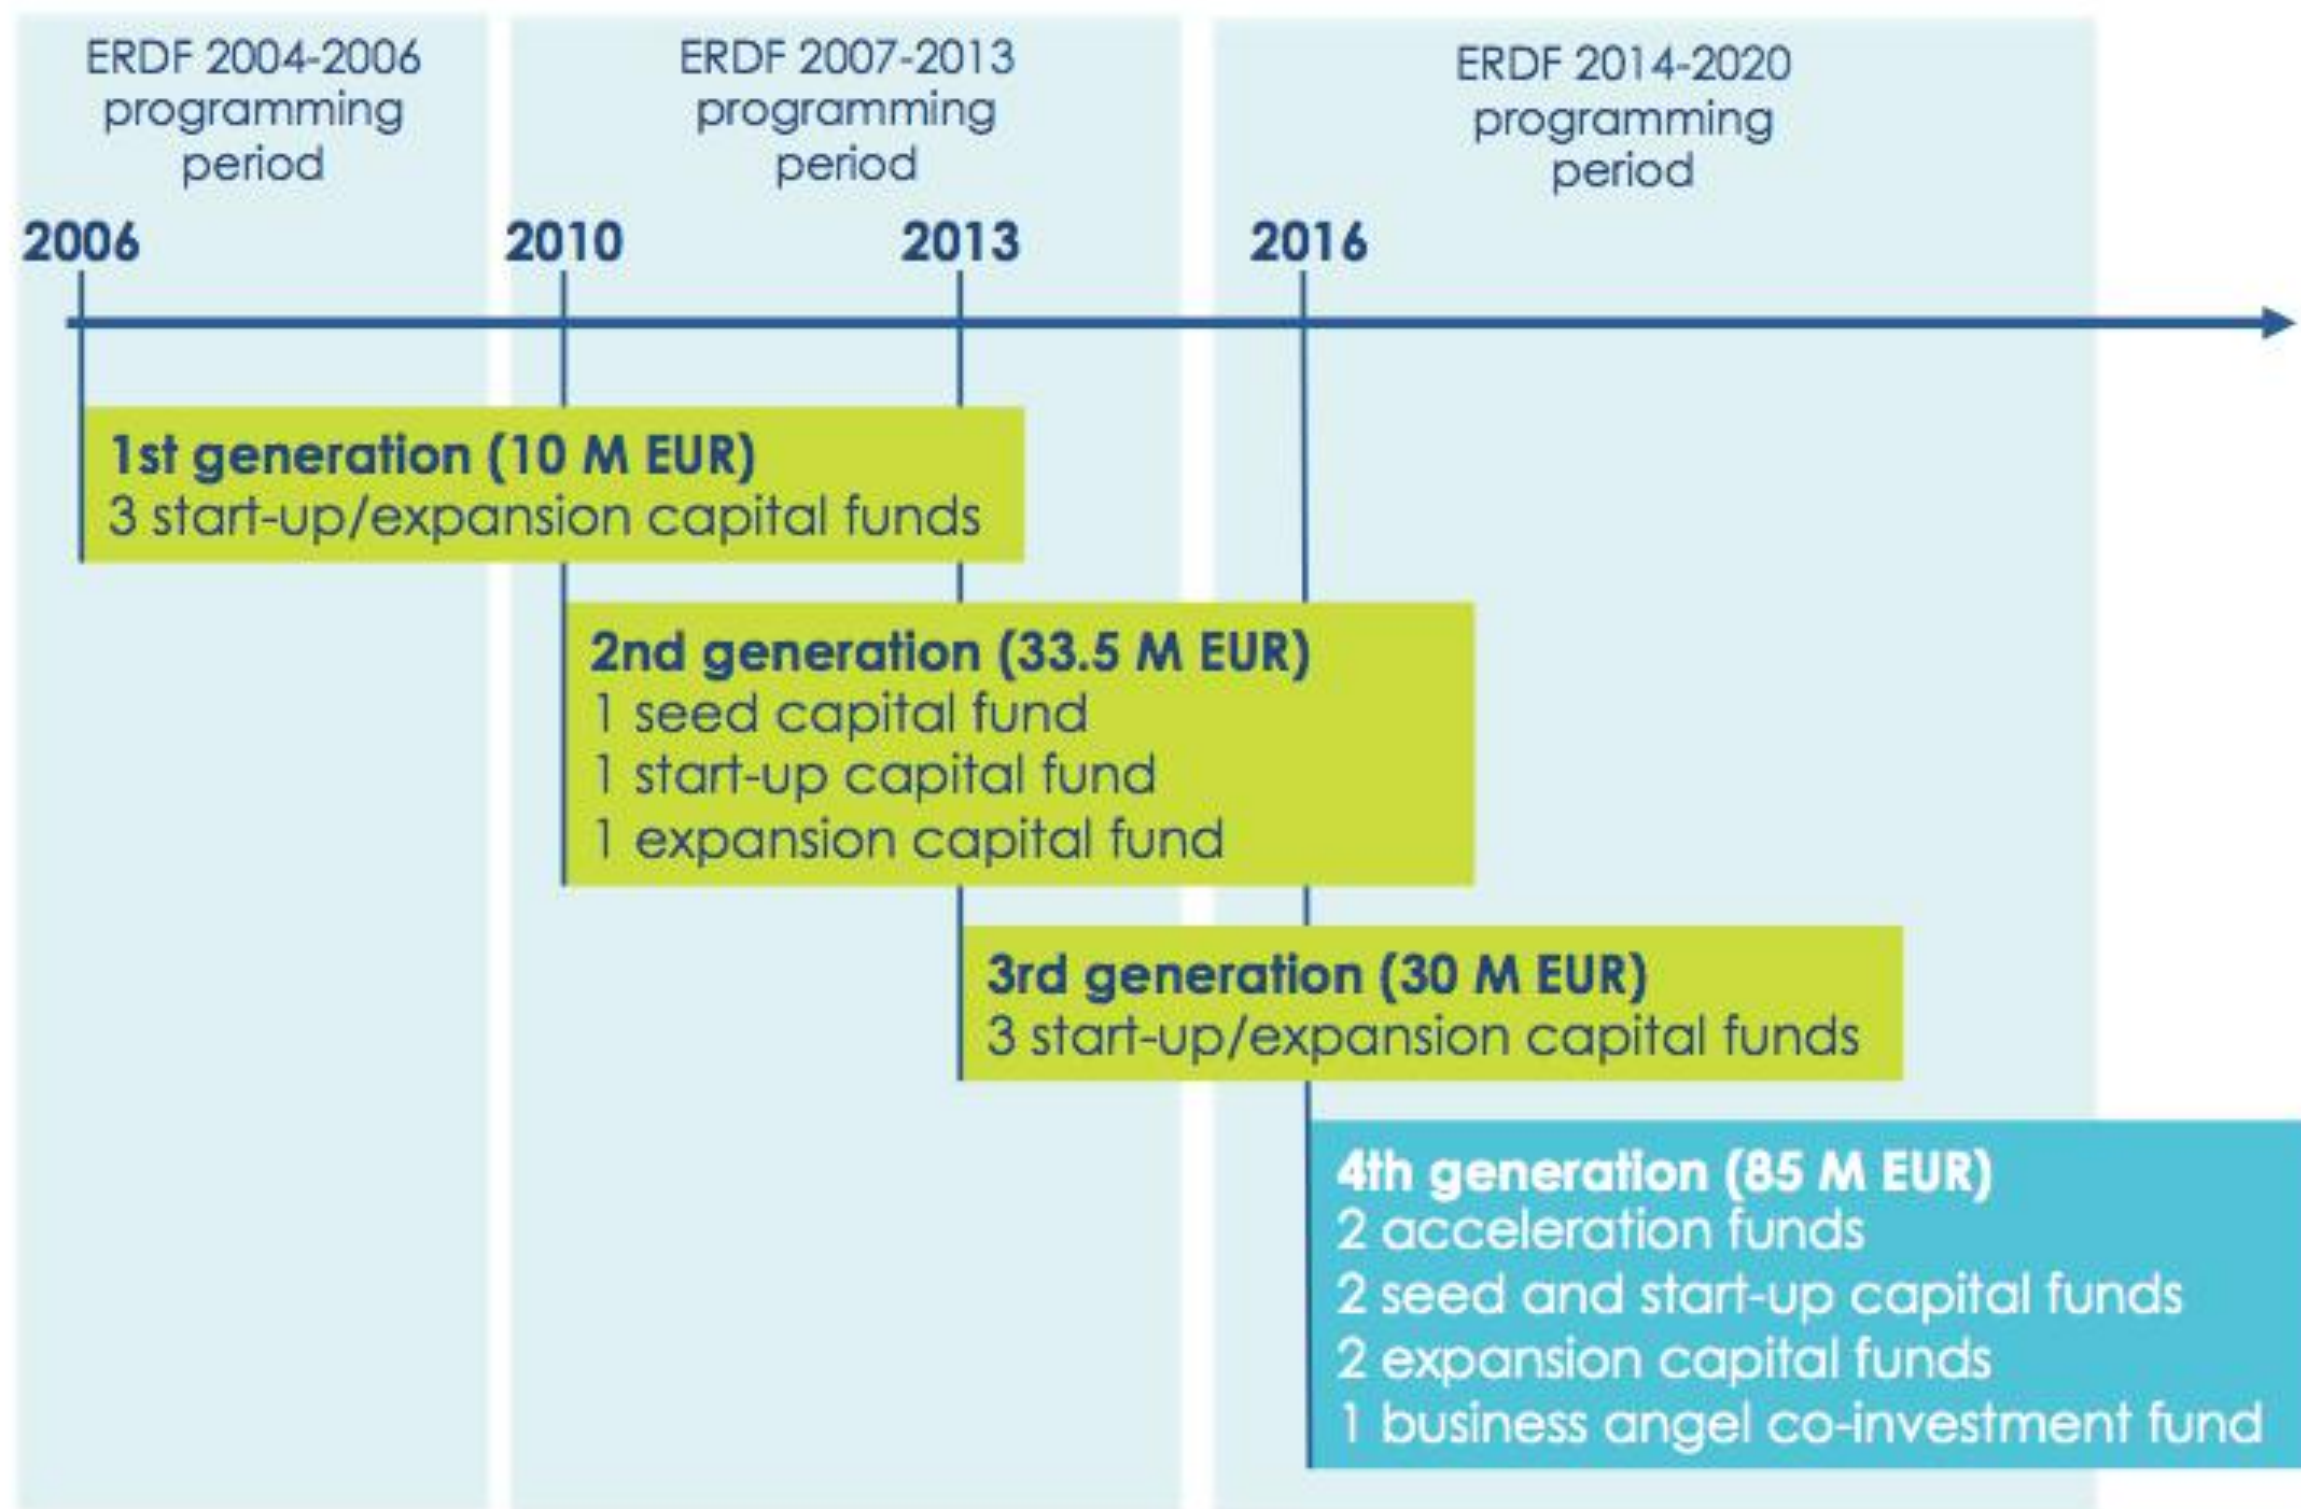 ERDF 2004-2006
programming
period
ERDF 2007-2013
programming
period
ERDF 2014-2020
programming
period
2006
2010
2013
2016
1st generation (10 M EUR)
3 start-up/expansion capital funds
2nd generation (33.5 M EUR)
1 seed capital fund
1 start-up capital fund
1 expansion capital fund
3rd generation (30 M EUR)
3 start-up/expansion capital funds
4th generation (85 M EUR)
2 acceleration funds
2 seed and start-up capital funds
2 expansion capital funds
1 business angel co-investment fund